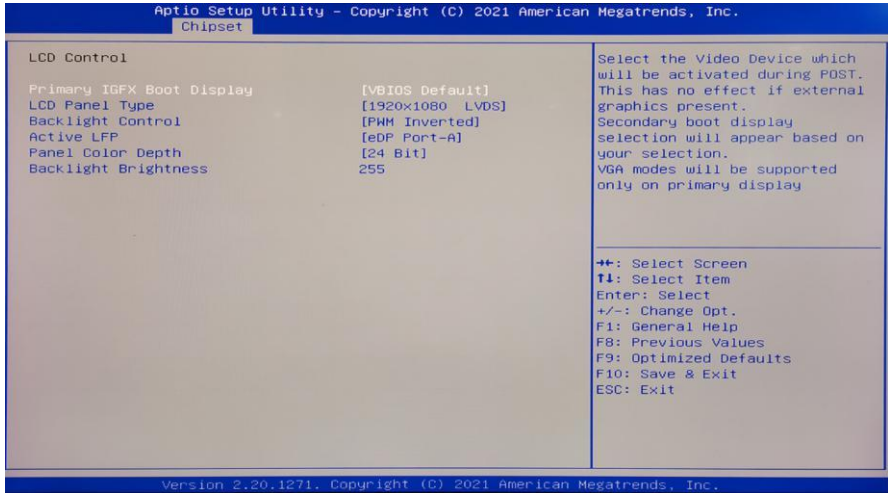 Aptio Setup Utility – Copyright (C) 2021 American Megatrends, Inc.
Chipset
LCD Control
Primary IGFX Boot Display [VBIOS Default]
LCD Panel Type [1920x1080 LVDS]
Backlight Control [PWM Inverted]
Active LFP [eDP Port-A]
Panel Color Depth [24 Bit]
Backlight Brightness 255
Select the Video Device which
will be activated during POST.
This has no effect if external
graphics present.
Secondary boot display
selection will appear based on
your selection.
VGA modes will be supported
only on primary display
→←: Select Screen
↑↓: Select Item
Enter: Select
+/-: Change Opt.
F1: General Help
F8: Previous Values
F9: Optimized Defaults
F10: Save & Exit
ESC: Exit
Version 2.20.1271. Copyright (C) 2021 American Megatrends, Inc.